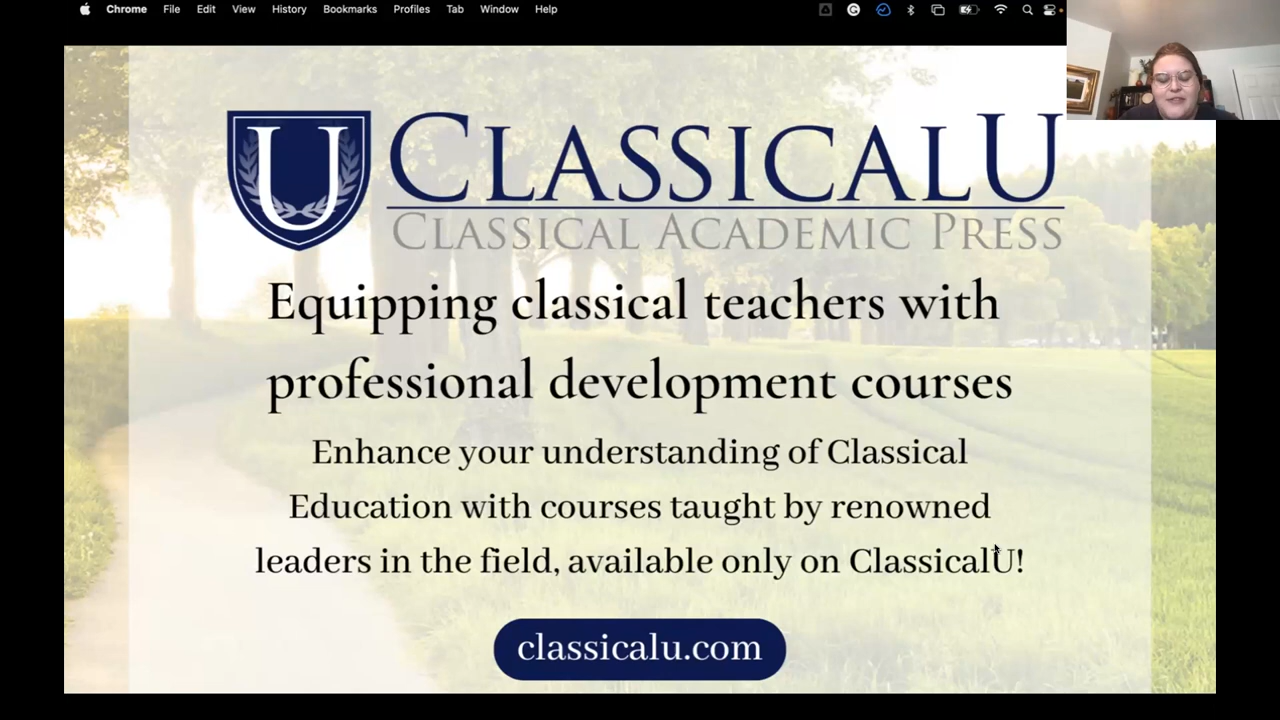 Chrome File Edit View History Bookmarks Profiles Tab Window Help
U CLASSICALU
CLASSICAL ACADEMIC PRESS
Equipping classical teachers with
professional development courses
Enhance your understanding of Classical
Education with courses taught by renowned
leaders in the field, available only on ClassicalU!
classicalu.com